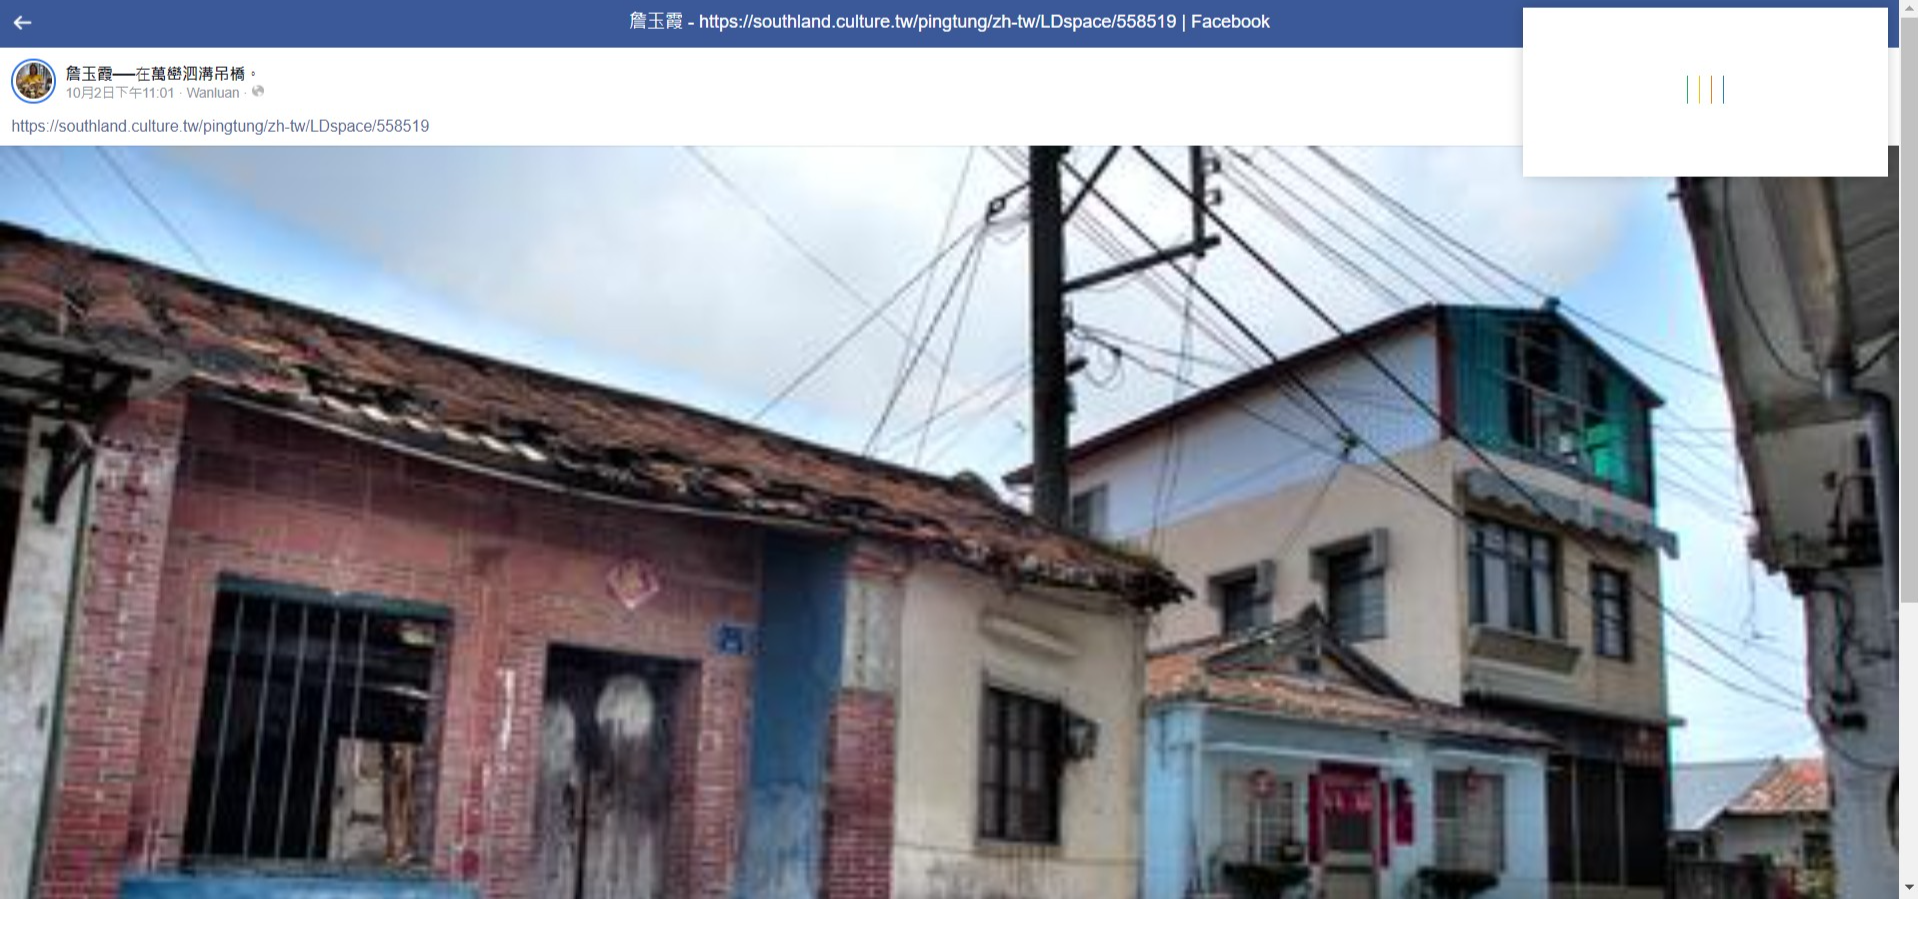 詹玉霞 - https://southland.culture.tw/pingtung/zh-tw/LDspace/558519 | Facebook
詹玉霞──在萬巒泗溝吊橋。
10月2日下午11:01 · Wanluan ·
https://southland.culture.tw/pingtung/zh-tw/LDspace/558519